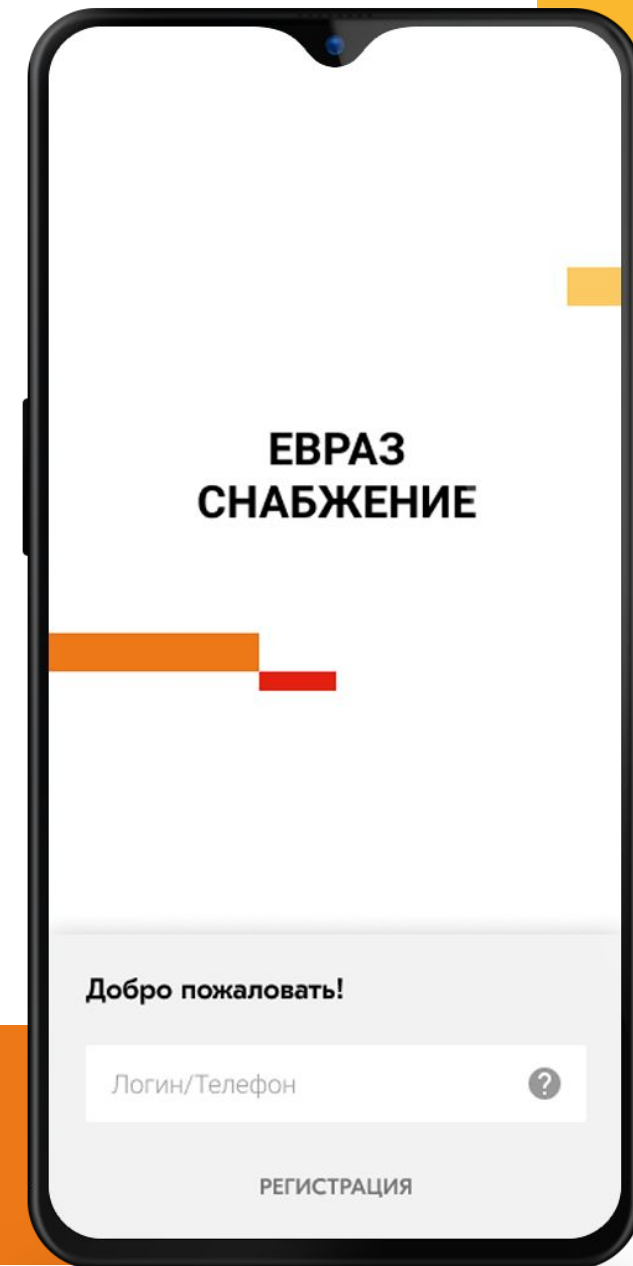 ЕВРАЗ
СНАБЖЕНИЕ
Добро пожаловать!
Логин/Телефон
РЕГИСТРАЦИЯ